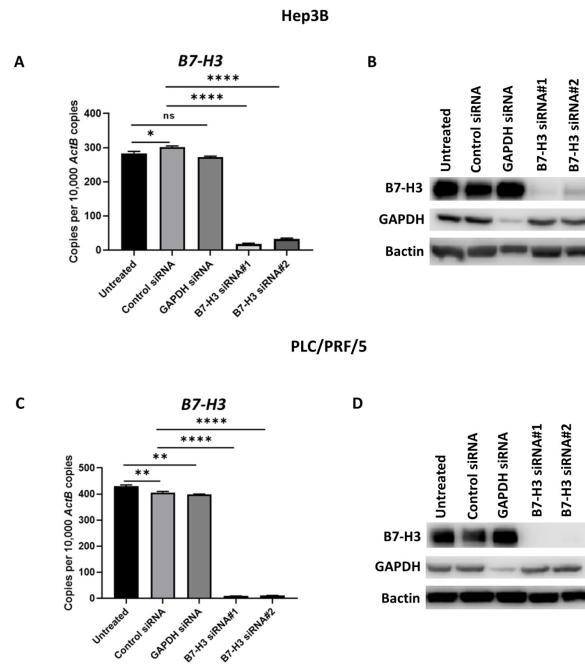 Hep3B
A
B7-H3
****
****
ns
*
Copies per 10,000 ActB copies
400
300
200
100
0
Untreated
Control siRNA
GAPDH siRNA
B7-H3 siRNA#1
B7-H3 siRNA#2
B
Untreated
Control siRNA
GAPDH siRNA
B7-H3 siRNA#1
B7-H3 siRNA#2
B7-H3
GAPDH
Bactin
PLC/PRF/5
C
B7-H3
****
****
**
**
Copies per 10,000 ActB copies
500
400
300
200
100
0
Untreated
Control siRNA
GAPDH siRNA
B7-H3 siRNA#1
B7-H3 siRNA#2
D
Untreated
Control siRNA
GAPDH siRNA
B7-H3 siRNA#1
B7-H3 siRNA#2
B7-H3
GAPDH
Bactin